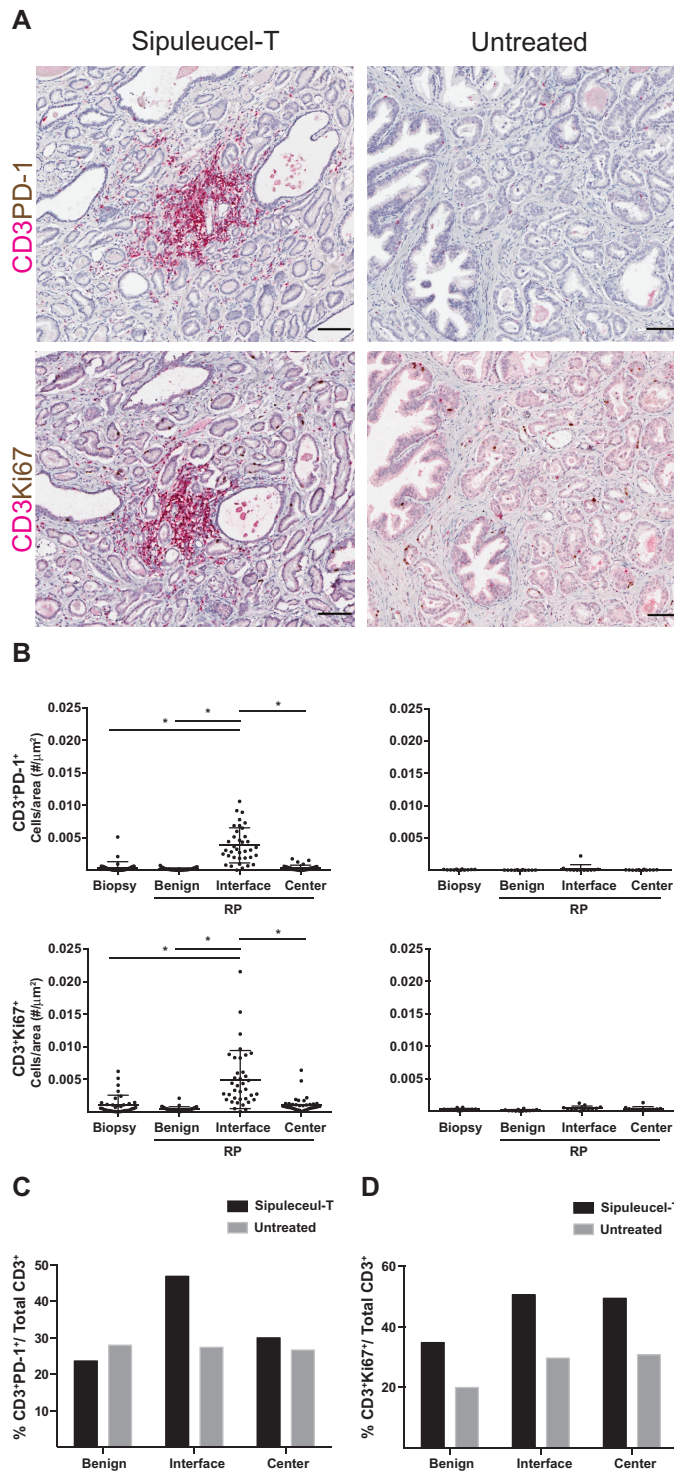 A
Sipuleucel-T
Untreated
CD3PD-1
CD3Ki67
B
CD3⁺PD-1⁺
Cells/area (#/µm²)
0.025
0.020
0.015
0.010
0.005
* * *
Biopsy Benign Interface Center
RP
0.025
0.020
0.015
0.010
0.005
Biopsy Benign Interface Center
RP
CD3⁺Ki67⁺
Cells/area (#/µm²)
0.025
0.020
0.015
0.010
0.005
* * *
Biopsy Benign Interface Center
RP
0.025
0.020
0.015
0.010
0.005
Biopsy Benign Interface Center
RP
C
Sipuleceul-T
Untreated
% CD3⁺PD-1⁺/ Total CD3⁺
50
40
30
20
10
Benign Interface Center
D
Sipuleucel-T
Untreated
% CD3⁺Ki67⁺/ Total CD3⁺
60
40
20
Benign Interface Center